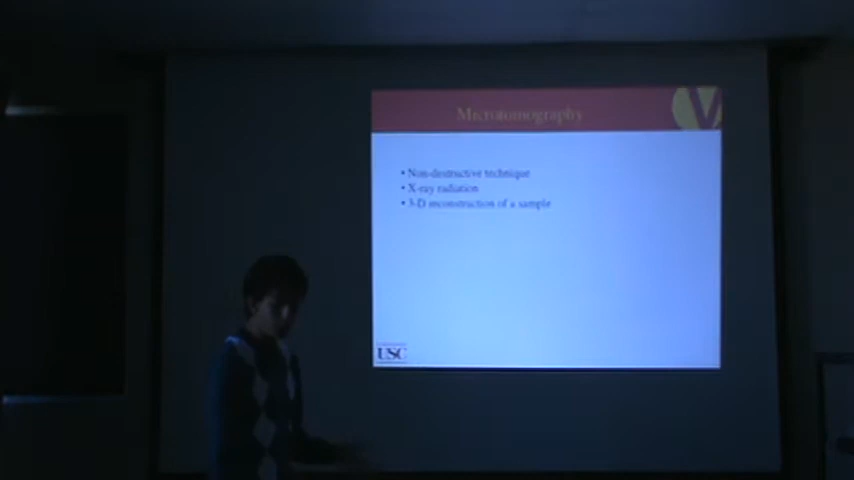 Microtomography
• Non-destructive technique
• X-ray radiation
• 3-D reconstruction of a sample
USC